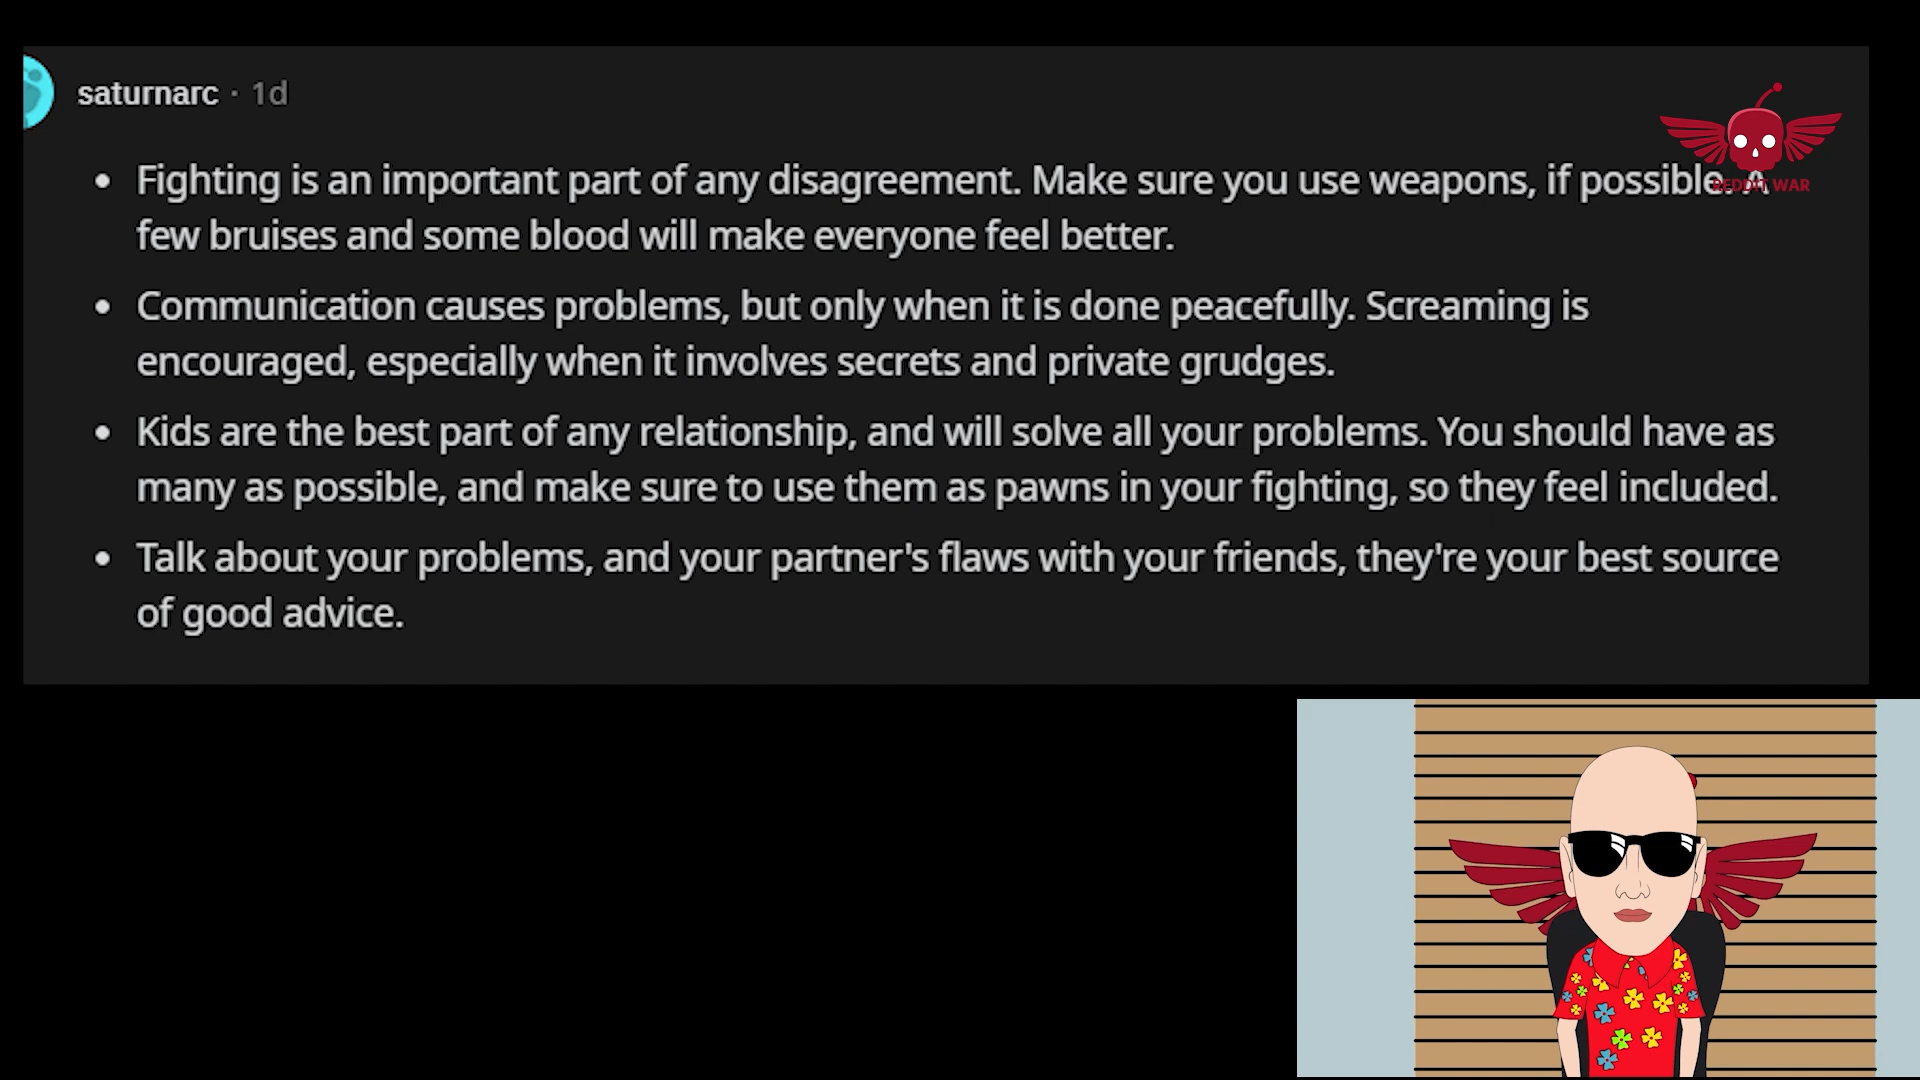 saturnarc · 1d
• Fighting is an important part of any disagreement. Make sure you use weapons, if possible. A
REDDIT WAR
few bruises and some blood will make everyone feel better.
• Communication causes problems, but only when it is done peacefully. Screaming is
encouraged, especially when it involves secrets and private grudges.
• Kids are the best part of any relationship, and will solve all your problems. You should have as
many as possible, and make sure to use them as pawns in your fighting, so they feel included.
• Talk about your problems, and your partner's flaws with your friends, they're your best source
of good advice.